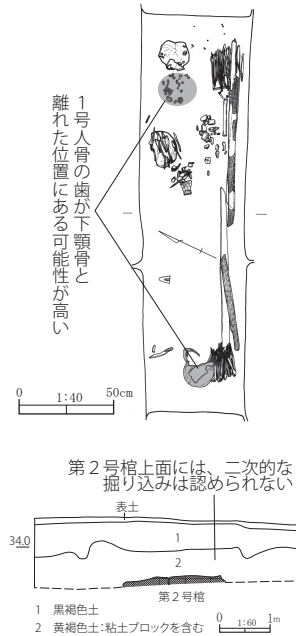 1号人骨の歯が下顎骨と
離れた位置にある可能性が高い
0 1:40 50cm
第2号棺上面には、二次的な
掘り込みは認められない
表土
34.0
1
2
第2号棺
1 黒褐色土
2 黄褐色土:粘土ブロックを含む
0 1:60 1m